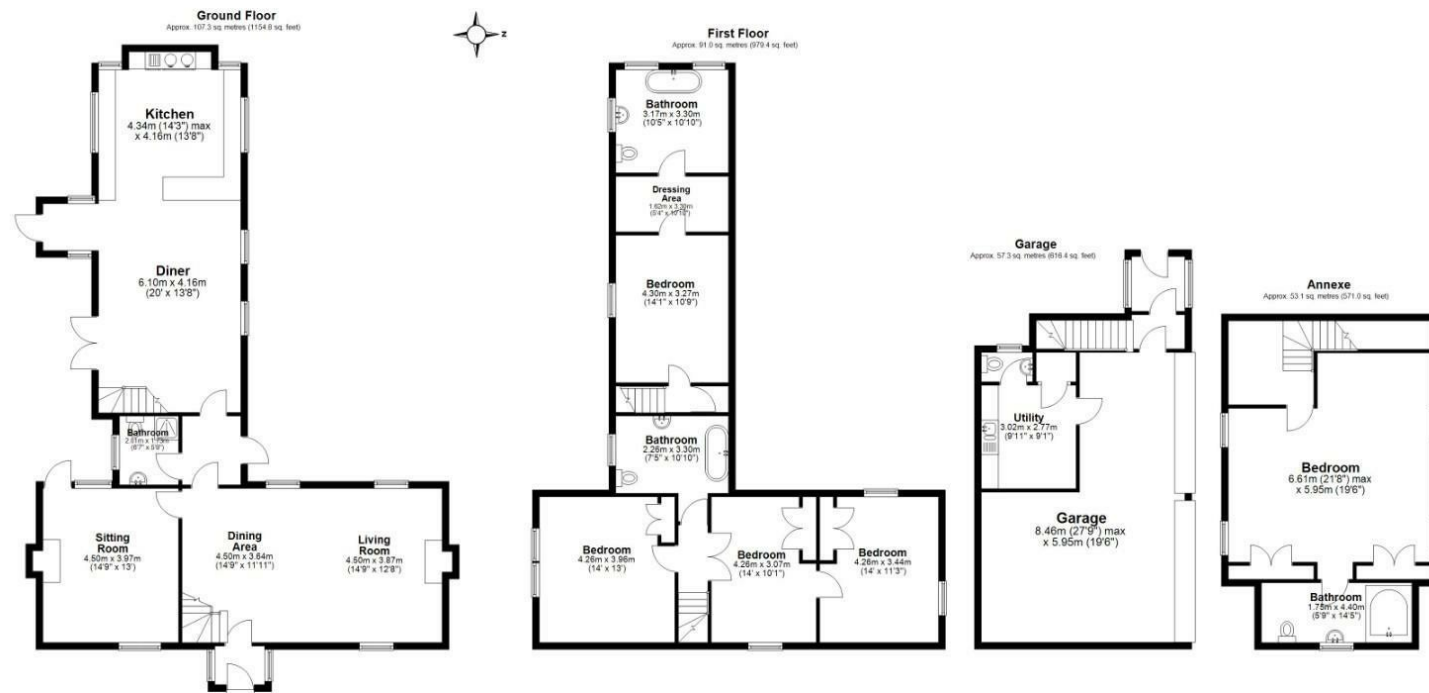 Ground Floor
Approx. 107.3 sq. metres (1154.8 sq. feet)
Kitchen
4.34m (14'3") max
x 4.16m (13'8")
Diner
6.10m x 4.16m
(20' x 13'8")
Bathroom
Sitting
Room
4.50m x 3.97m
(14'9" x 13')
Dining
Area
4.50m x 3.64m
(14'9" x 11'11")
Living
Room
4.50m x 3.87m
(14'9" x 12'8")
z
First Floor
Approx. 91.0 sq. metres (979.4 sq. feet)
Bathroom
3.17m x 3.30m
(10'5" x 10'10")
Dressing
Area
1.62m x 3.30m
(5'4" x 10'10")
Bedroom
4.30m x 3.27m
(14'1" x 10'9")
Bathroom
2.26m x 3.30m
(7'5" x 10'10")
Bedroom
4.26m x 3.96m
(14' x 13')
Bedroom
4.26m x 3.07m
(14' x 10'1")
Bedroom
4.26m x 3.44m
(14' x 11'3")
Garage
Approx. 57.3 sq. metres (616.4 sq. feet)
Utility
3.02m x 2.77m
(9'11" x 9'1")
Garage
8.46m (27'9") max
x 5.95m (19'6")
Annexe
Approx. 53.1 sq. metres (571.0 sq. feet)
Bedroom
6.61m (21'8") max
x 5.95m (19'6")
Bathroom
1.75m x 4.40m
(5'9" x 14'5")